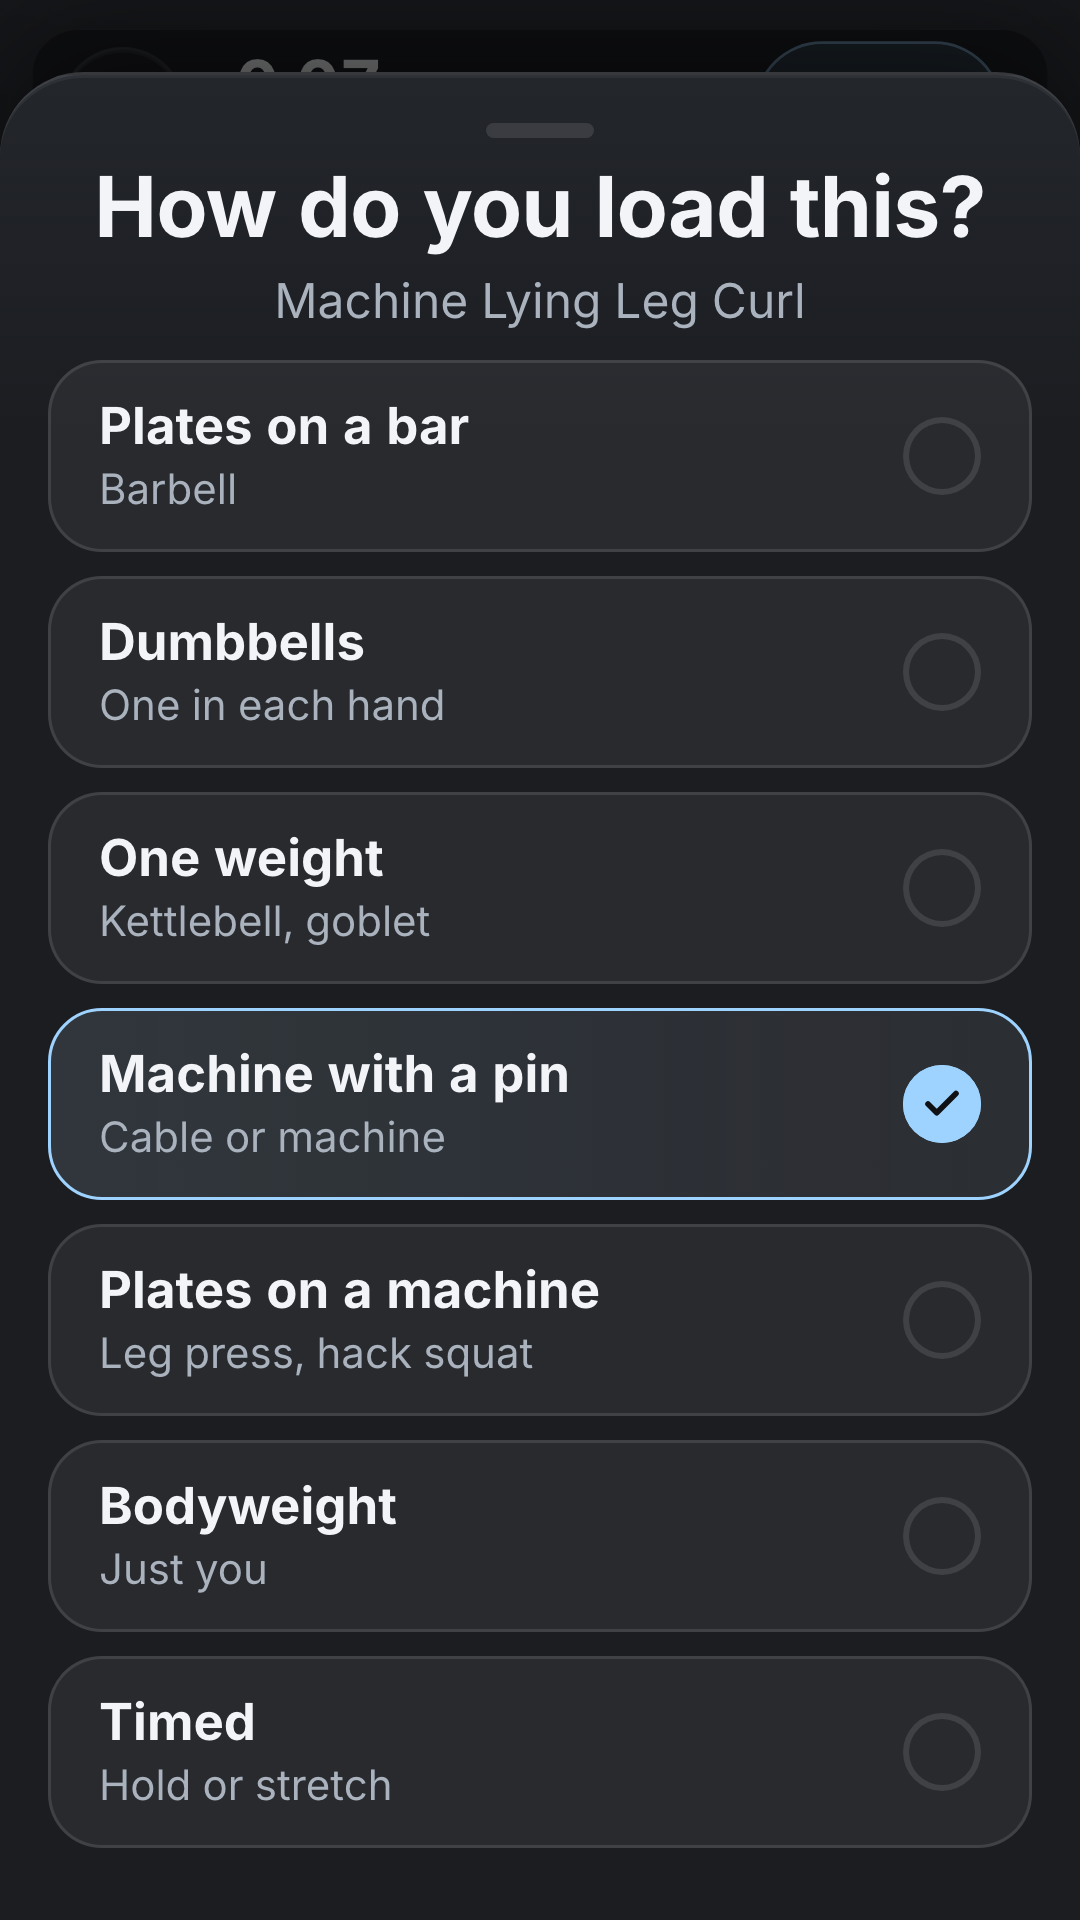 How do you load this?
Machine Lying Leg Curl
Plates on a bar
Barbell
Dumbbells
One in each hand
One weight
Kettlebell, goblet
Machine with a pin
Cable or machine
Plates on a machine
Leg press, hack squat
Bodyweight
Just you
Timed
Hold or stretch